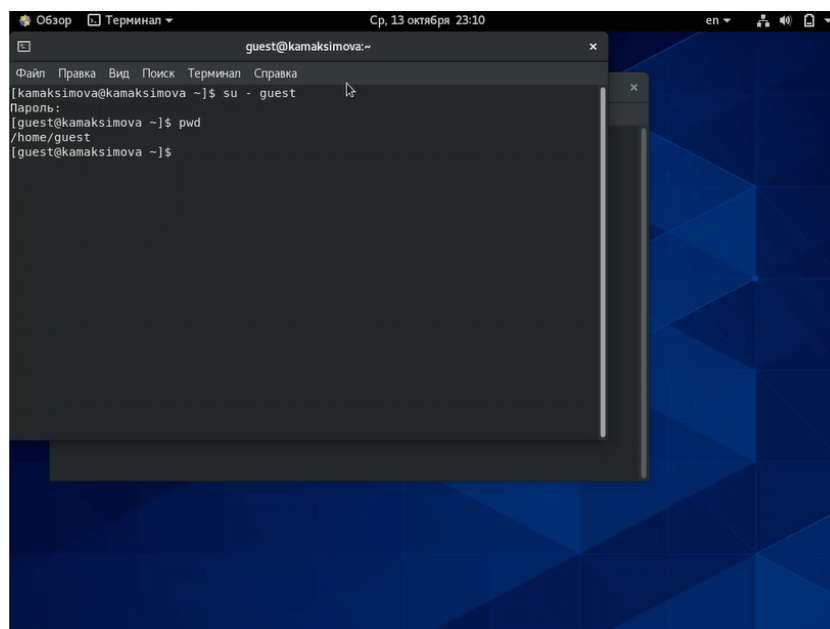 Обзор Терминал Ср, 13 октября 23:10 en
guest@kamaksimova:~
Файл Правка Вид Поиск Терминал Справка
[kamaksimova@kamaksimova ~]$ su - guest
Пароль:
[guest@kamaksimova ~]$ pwd
/home/guest
[guest@kamaksimova ~]$